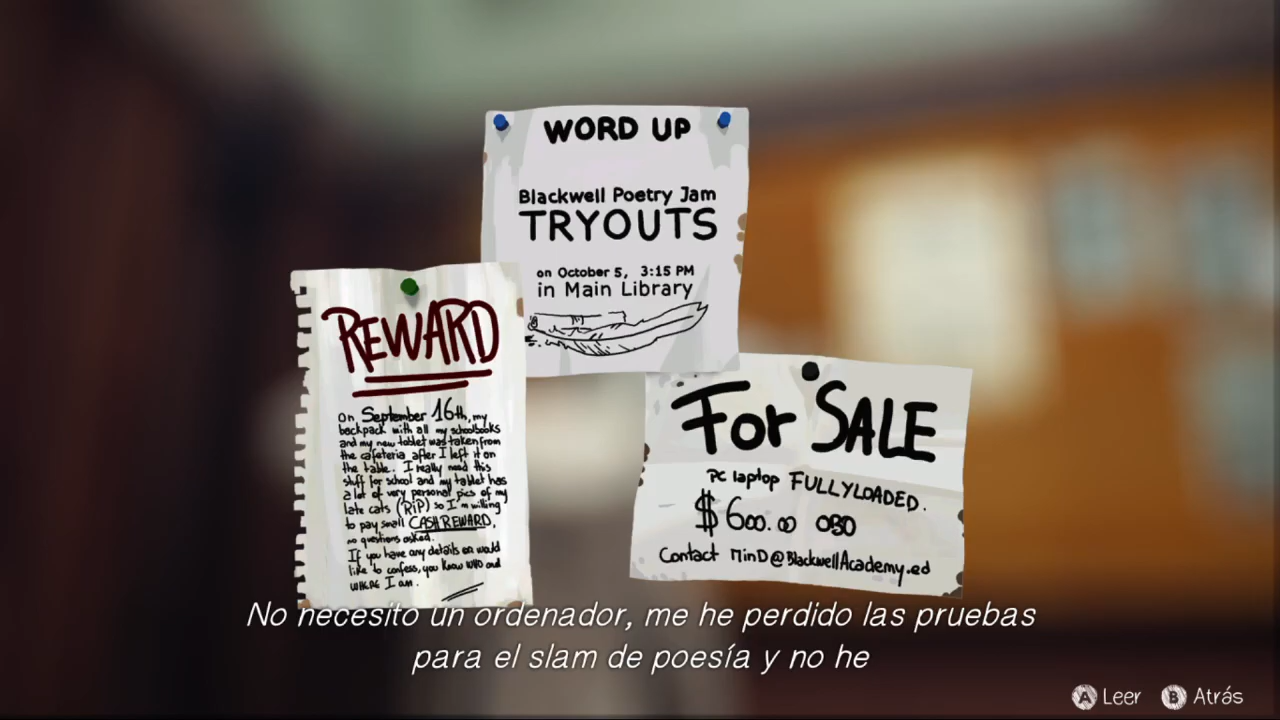 WORD UP
Blackwell Poetry Jam
TRYOUTS
on October 5, 3:15 PM
in Main Library
REWARD
On September 16th, my
backpack with all my schoolbooks
and my new tablet was taken from
the cafeteria after I left it on
the table. I really need this
stuff for school and my tablet has
a lot of very personal pics of my
late cats (RiP) so I'm willing
to pay small CASH REWARD,
no questions asked.
If you have any details or would
like to confess, you know WHO and
WHERE I am.
For SALE
PC laptop FULLYLOADED.
$600.00 OBO
Contact MinD@BlackwellAcademy.ed
No necesito un ordenador, me he perdido las pruebas
para el slam de poesía y no he
A Leer B Atrás